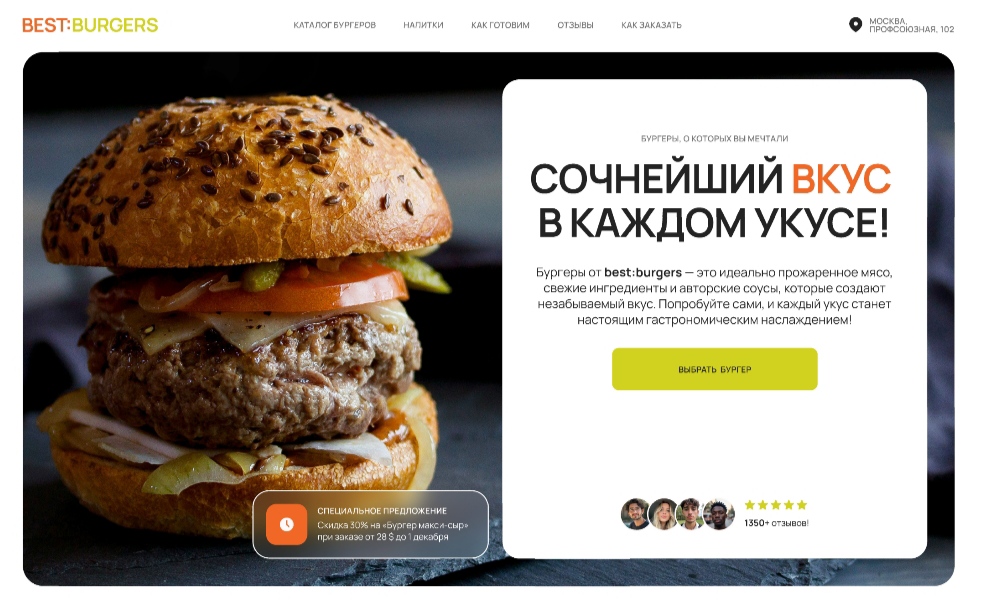 BEST:BURGERS
КАТАЛОГ БУРГЕРОВ
НАПИТКИ
КАК ГОТОВИМ
ОТЗЫВЫ
КАК ЗАКАЗАТЬ
МОСКВА,
ПРОФСОЮЗНАЯ, 102
БУРГЕРЫ, О КОТОРЫХ ВЫ МЕЧТАЛИ
СОЧНЕЙШИЙ ВКУС
В КАЖДОМ УКУСЕ!
Бургеры от best:burgers — это идеально прожаренное мясо,
свежие ингредиенты и авторские соусы, которые создают
незабываемый вкус. Попробуйте сами, и каждый укус станет
настоящим гастрономическим наслаждением!
ВЫБРАТЬ БУРГЕР
1350+ отзывов!
СПЕЦИАЛЬНОЕ ПРЕДЛОЖЕНИЕ
Скидка 30% на «Бургер макси-сыр»
при заказе от 28 $ до 1 декабря